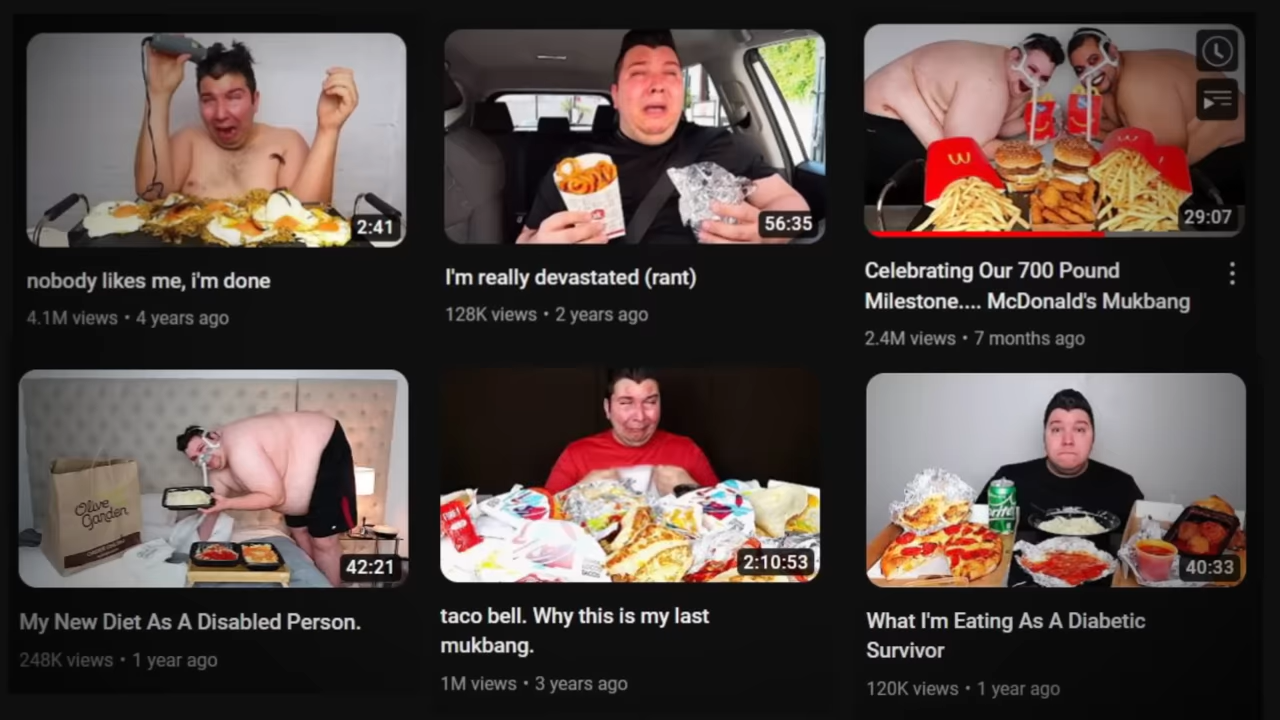 2:41
56:35
29:07
nobody likes me, i'm done
4.1M views • 4 years ago
I'm really devastated (rant)
128K views • 2 years ago
Celebrating Our 700 Pound
Milestone.... McDonald's Mukbang
2.4M views • 7 months ago
Olive
Garden
42:21
2:10:53
40:33
My New Diet As A Disabled Person.
248K views • 1 year ago
taco bell. Why this is my last
mukbang.
1M views • 3 years ago
What I'm Eating As A Diabetic
Survivor
120K views • 1 year ago